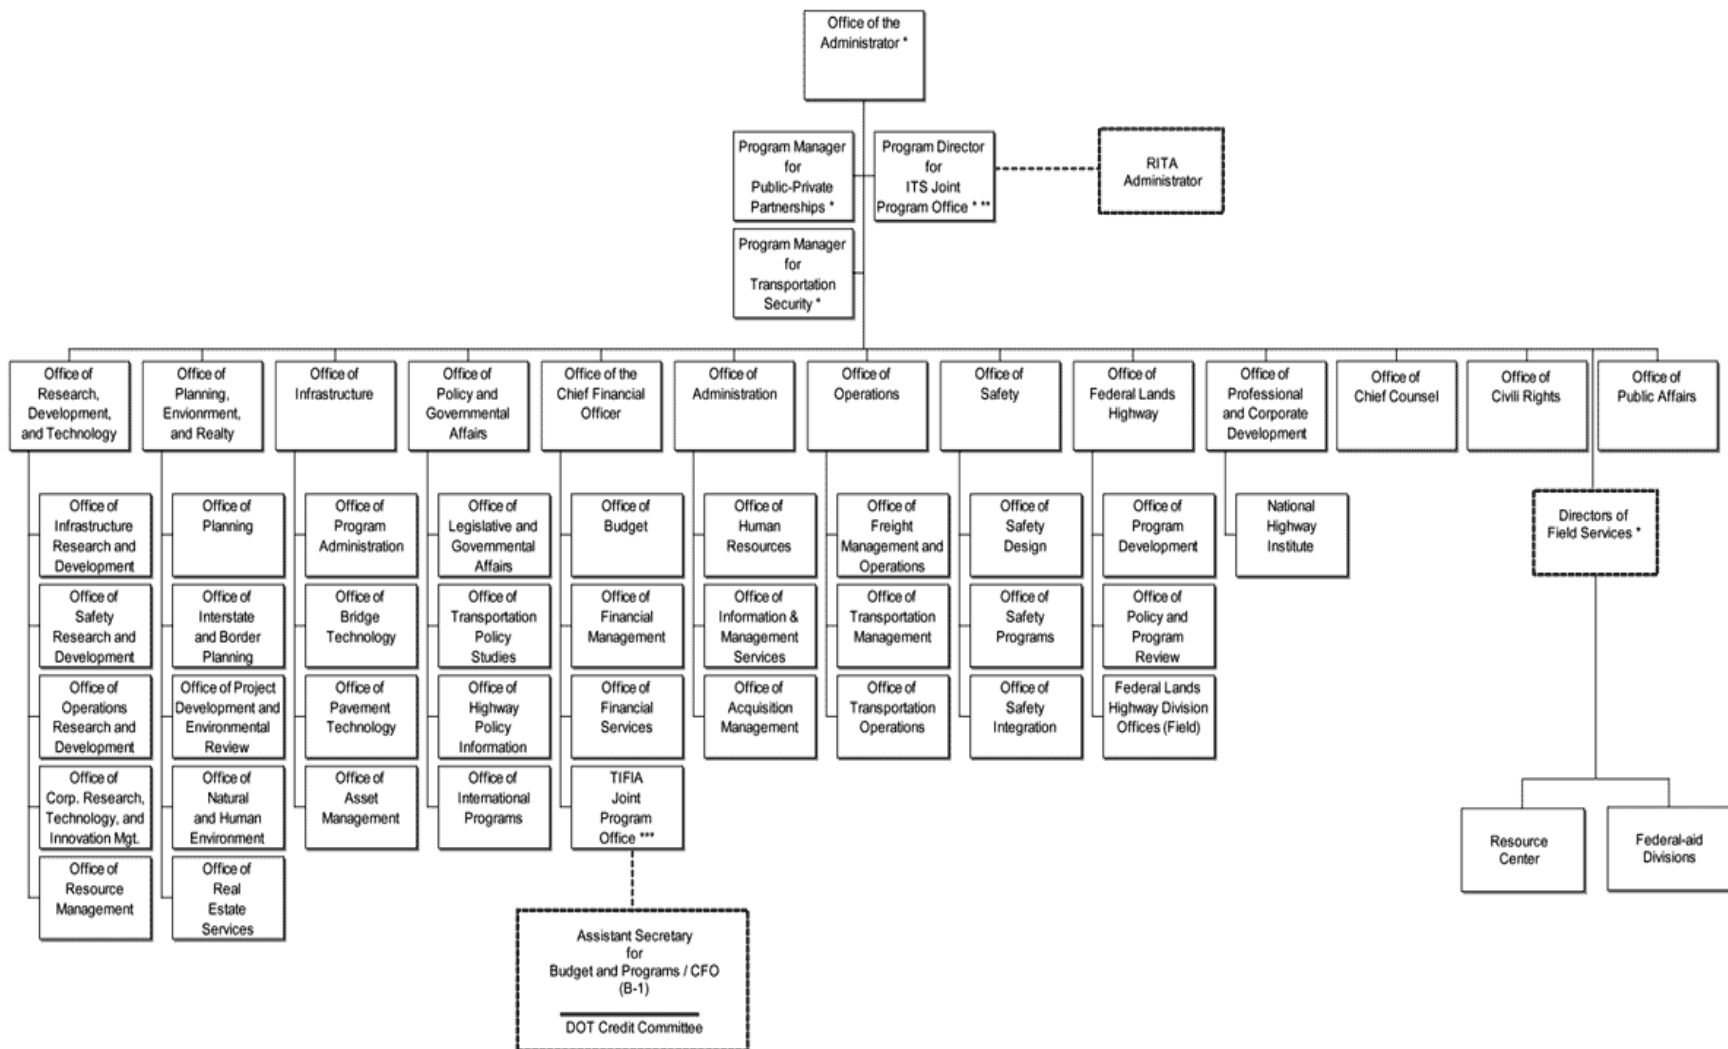 Office of the
Administrator *
Program Manager
for
Public-Private
Partnerships *
Program Director
for
ITS Joint
Program Office * **
RITA
Administrator
Program Manager
for
Transportation
Security *
Office of
Research,
Development,
and Technology
Office of
Planning,
Envionrment,
and Realty
Office of
Infrastructure
Office of
Policy and
Governmental
Affairs
Office of the
Chief Financial
Officer
Office of
Administration
Office of
Operations
Office of
Safety
Office of
Federal Lands
Highway
Office of
Professional
and Corporate
Development
Office of
Chief Counsel
Office of
Civili Rights
Office of
Public Affairs
Office of
Infrastructure
Research and
Development
Office of
Planning
Office of
Program
Administration
Office of
Legislative and
Governmental
Affairs
Office of
Budget
Office of
Human
Resources
Office of
Freight
Management and
Operations
Office of
Safety
Design
Office of
Program
Development
National
Highway
Institute
Directors of
Field Services *
Office of
Safety
Research and
Development
Office of
Interstate
and Border
Planning
Office of
Bridge
Technology
Office of
Transportation
Policy
Studies
Office of
Financial
Management
Office of
Information &
Management
Services
Office of
Transportation
Management
Office of
Safety
Programs
Office of
Policy and
Program
Review
Office of
Operations
Research and
Development
Office of Project
Development and
Environmental
Review
Office of
Pavement
Technology
Office of
Highway
Policy
Information
Office of
Financial
Services
Office of
Acquisition
Management
Office of
Transportation
Operations
Office of
Safety
Integration
Federal Lands
Highway Division
Offices (Field)
Office of
Corp. Research,
Technology, and
Innovation Mgt.
Office of
Natural
and Human
Environment
Office of
Asset
Management
Office of
International
Programs
TIFIA
Joint
Program
Office ***
Resource
Center
Federal-aid
Divisions
Office of
Resource
Management
Office of
Real
Estate
Services
Assistant Secretary
for
Budget and Programs / CFO
(B-1)
DOT Credit Committee